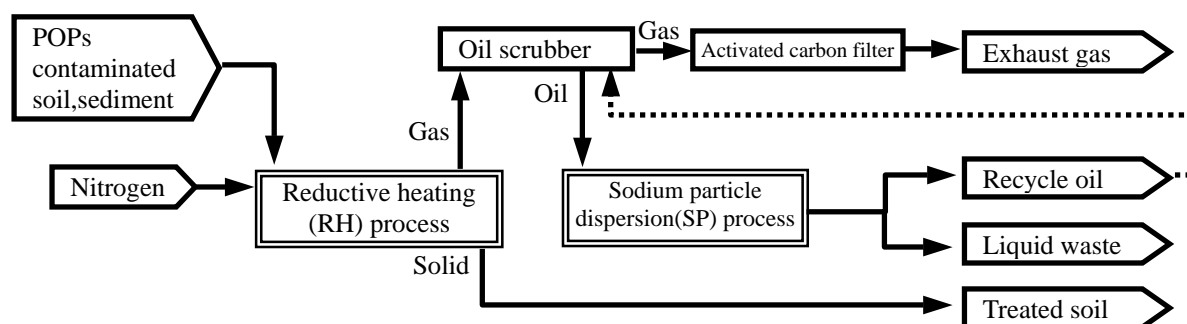 POPs
contaminated
soil,sediment
Nitrogen
Reductive heating
(RH) process
Gas
Solid
Oil scrubber
Gas
Oil
Activated carbon filter
Exhaust gas
Sodium particle
dispersion(SP) process
Recycle oil
Liquid waste
Treated soil